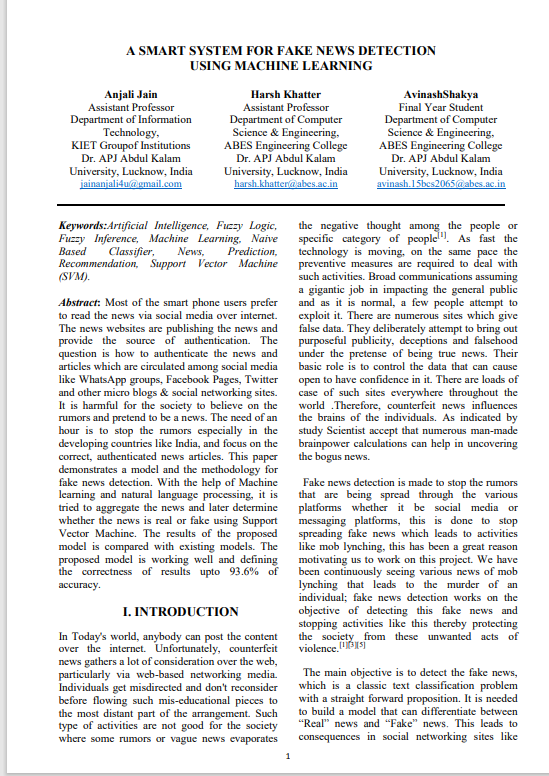 A SMART SYSTEM FOR FAKE NEWS DETECTION
USING MACHINE LEARNING
Anjali Jain
Assistant Professor
Department of Information
Technology,
KIET Groupof Institutions
Dr. APJ Abdul Kalam
University, Lucknow, India
jainanjali4u@gmail.com
Harsh Khatter
Assistant Professor
Department of Computer
Science & Engineering,
ABES Engineering College
Dr. APJ Abdul Kalam
University, Lucknow, India
harsh.khatter@abes.ac.in
AvinashShakya
Final Year Student
Department of Computer
Science & Engineering,
ABES Engineering College
Dr. APJ Abdul Kalam
University, Lucknow, India
avinash.15bcs2065@abes.ac.in
Keywords:Artificial Intelligence, Fuzzy Logic,
Fuzzy Inference, Machine Learning, Naive
Based Classifier, News, Prediction,
Recommendation, Support Vector Machine
(SVM).
Abstract: Most of the smart phone users prefer
to read the news via social media over internet.
The news websites are publishing the news and
provide the source of authentication. The
question is how to authenticate the news and
articles which are circulated among social media
like WhatsApp groups, Facebook Pages, Twitter
and other micro blogs & social networking sites.
It is harmful for the society to believe on the
rumors and pretend to be a news. The need of an
hour is to stop the rumors especially in the
developing countries like India, and focus on the
correct, authenticated news articles. This paper
demonstrates a model and the methodology for
fake news detection. With the help of Machine
learning and natural language processing, it is
tried to aggregate the news and later determine
whether the news is real or fake using Support
Vector Machine. The results of the proposed
model is compared with existing models. The
proposed model is working well and defining
the correctness of results upto 93.6% of
accuracy.
I. INTRODUCTION
In Today's world, anybody can post the content
over the internet. Unfortunately, counterfeit
news gathers a lot of consideration over the web,
particularly via web-based networking media.
Individuals get misdirected and don't reconsider
before flowing such mis-educational pieces to
the most distant part of the arrangement. Such
type of activities are not good for the society
where some rumors or vague news evaporates
the negative thought among the people or
specific category of people[1]. As fast the
technology is moving, on the same pace the
preventive measures are required to deal with
such activities. Broad communications assuming
a gigantic job in impacting the general public
and as it is normal, a few people attempt to
exploit it. There are numerous sites which give
false data. They deliberately attempt to bring out
purposeful publicity, deceptions and falsehood
under the pretense of being true news. Their
basic role is to control the data that can cause
open to have confidence in it. There are loads of
case of such sites everywhere throughout the
world .Therefore, counterfeit news influences
the brains of the individuals. As indicated by
study Scientist accept that numerous man-made
brainpower calculations can help in uncovering
the bogus news.
Fake news detection is made to stop the rumors
that are being spread through the various
platforms whether it be social media or
messaging platforms, this is done to stop
spreading fake news which leads to activities
like mob lynching, this has been a great reason
motivating us to work on this project. We have
been continuously seeing various news of mob
lynching that leads to the murder of an
individual; fake news detection works on the
objective of detecting this fake news and
stopping activities like this thereby protecting
the society from these unwanted acts of
violence.[1][3][5]
The main objective is to detect the fake news,
which is a classic text classification problem
with a straight forward proposition. It is needed
to build a model that can differentiate between
“Real” news and “Fake” news. This leads to
consequences in social networking sites like
1